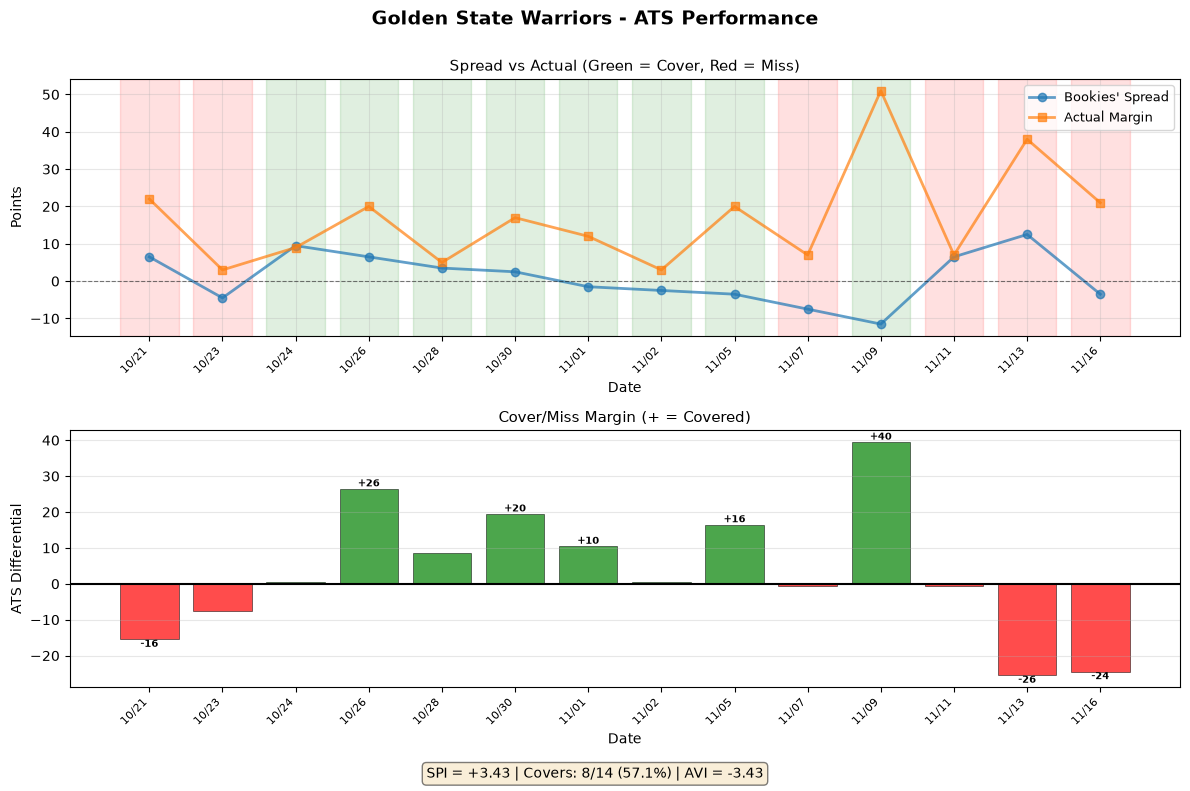 Golden State Warriors - ATS Performance
Spread vs Actual (Green = Cover, Red = Miss)
Points
50
40
30
20
10
0
−10
Bookies' Spread
Actual Margin
10/21 10/23 10/24 10/26 10/28 10/30 11/01 11/02 11/05 11/07 11/09 11/11 11/13 11/16
Date
Cover/Miss Margin (+ = Covered)
ATS Differential
40
30
20
10
0
−10
−20
-16 +26 +20 +10 +16 +40 -26 -24
10/21 10/23 10/24 10/26 10/28 10/30 11/01 11/02 11/05 11/07 11/09 11/11 11/13 11/16
Date
SPI = +3.43 | Covers: 8/14 (57.1%) | AVI = -3.43